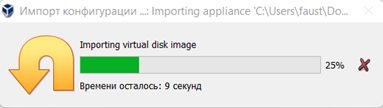 Импорт конфигурации ...: Importing appliance 'C:\Users\faust\Do...
Importing virtual disk image
25%
Времени осталось: 9 секунд